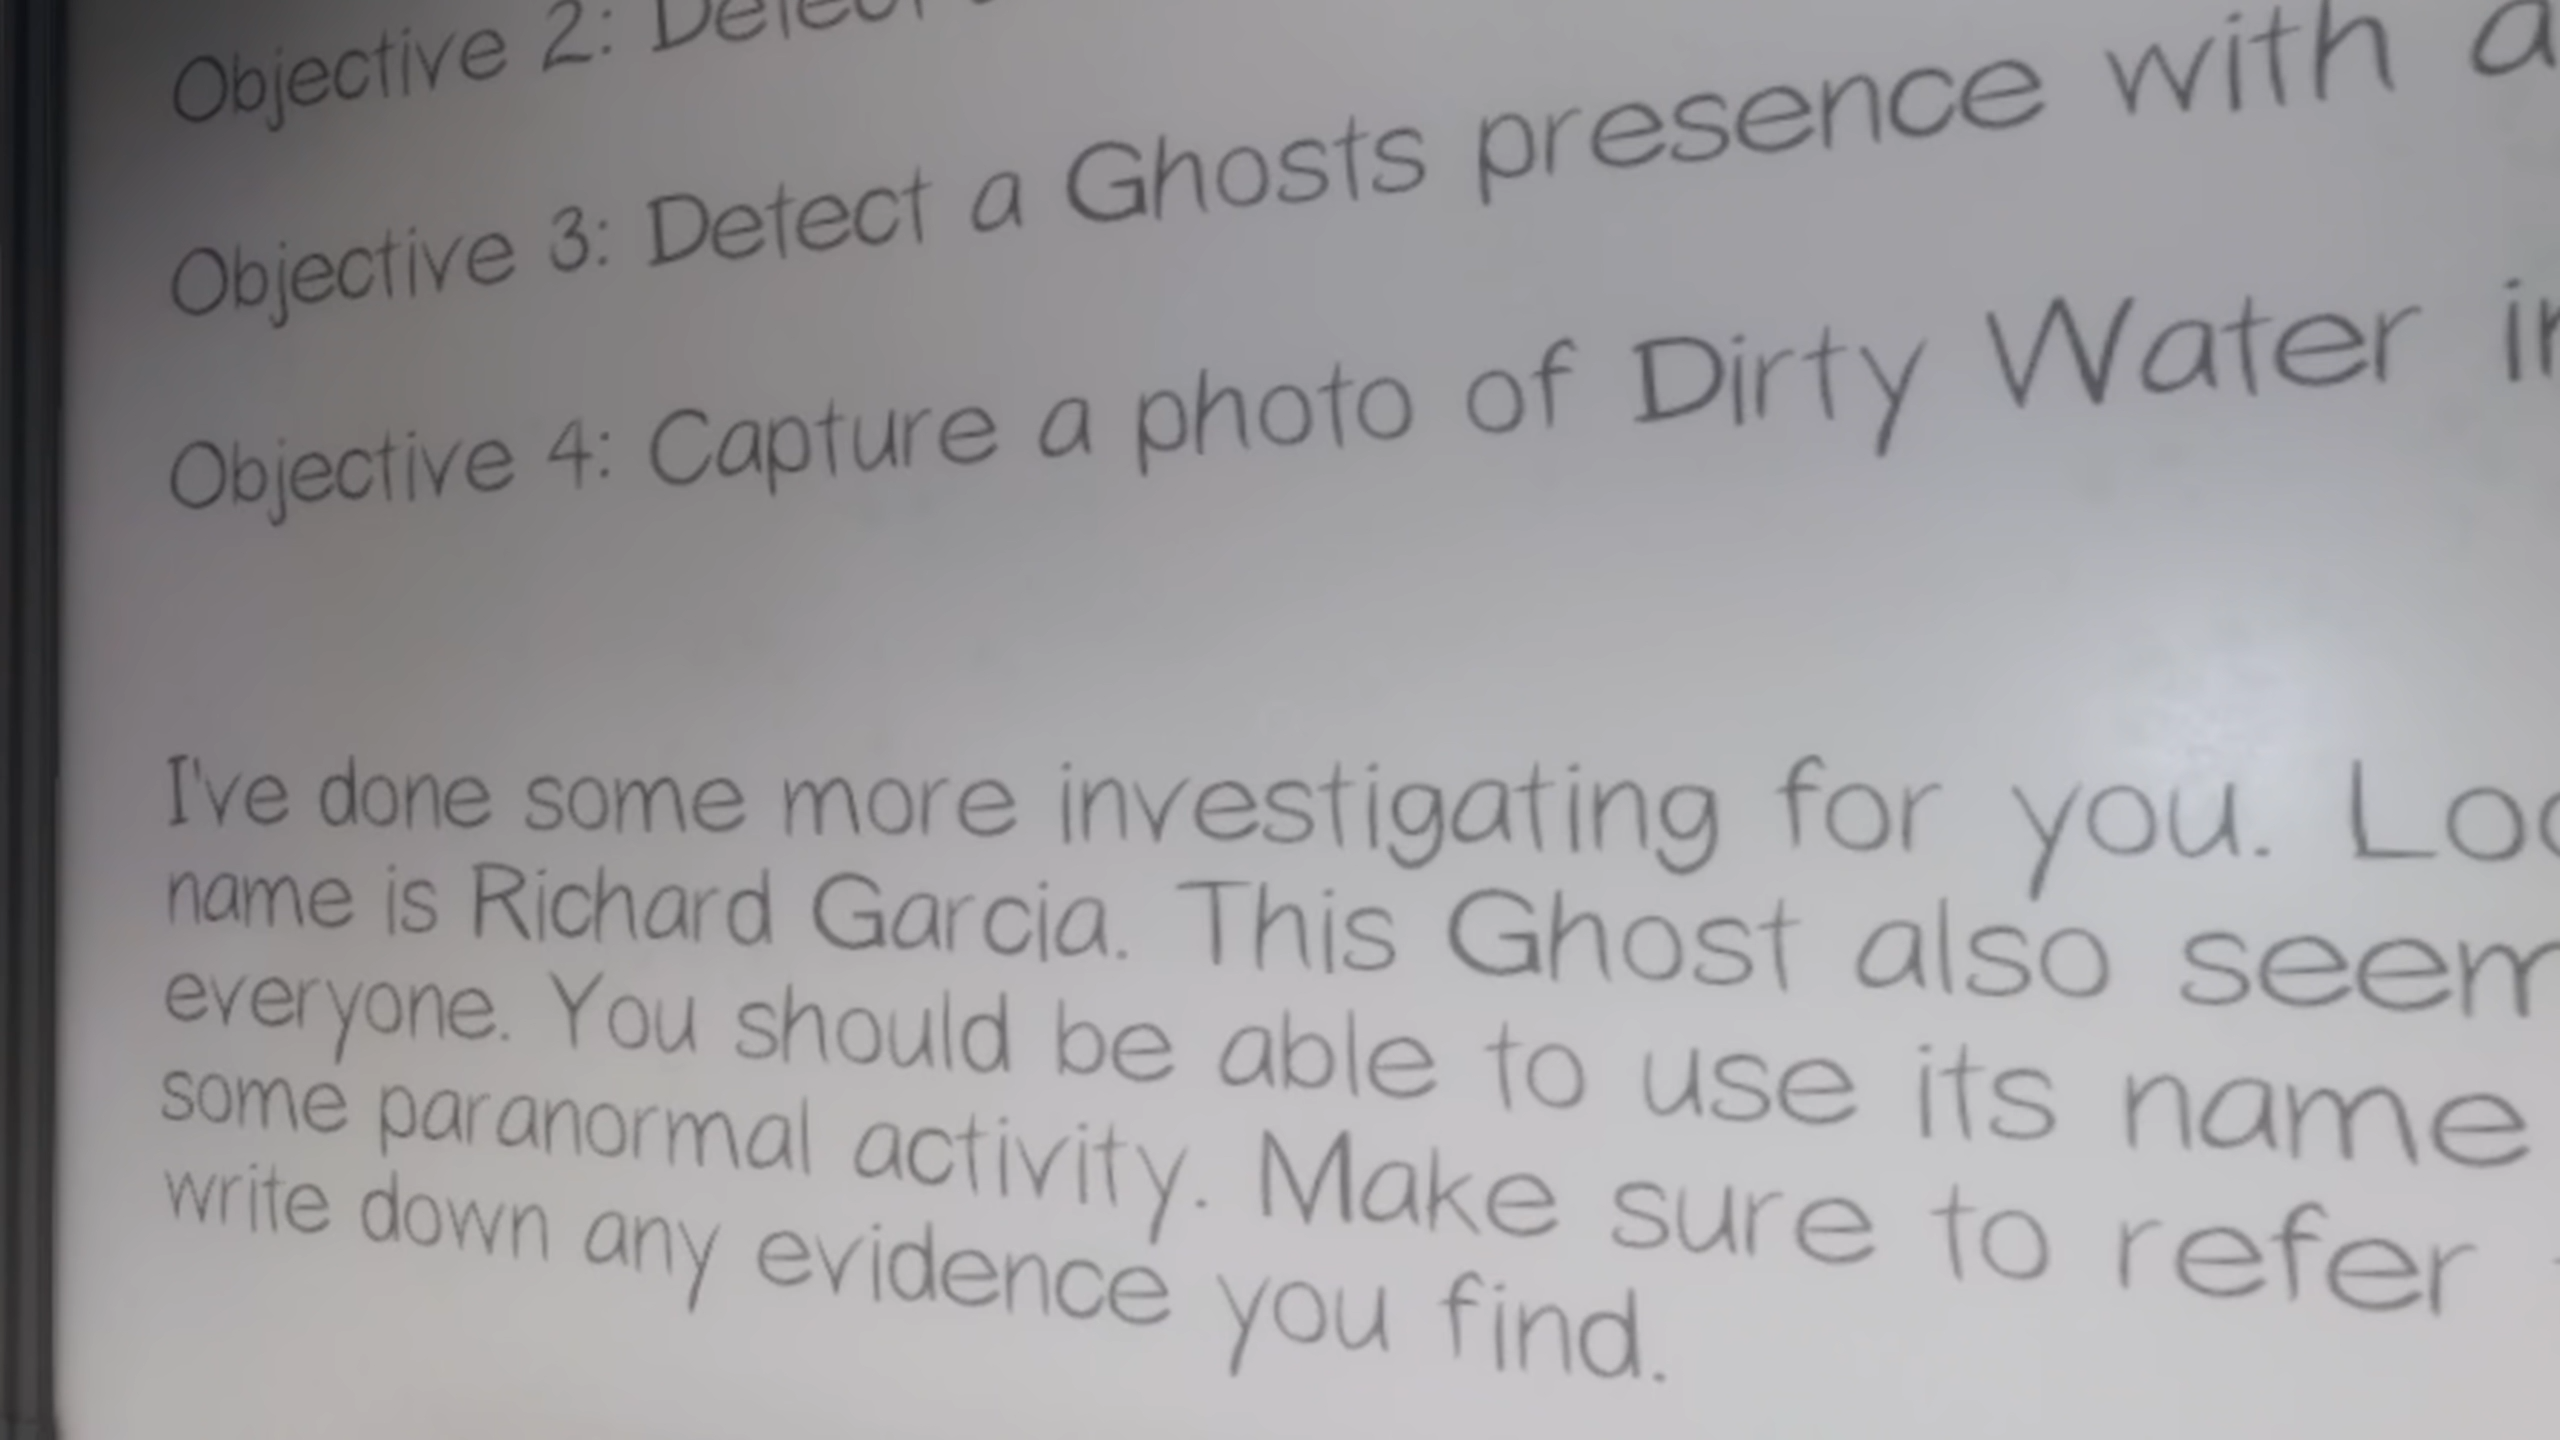 Objective 2: Detect
Objective 3: Detect a Ghosts presence with a
Objective 4: Capture a photo of Dirty Water
I've done some more investigating for you.
name is Richard Garcia. This Ghost also
everyone. You should be able to use its name
some paranormal activity. Make sure to refer
write down any evidence you find.